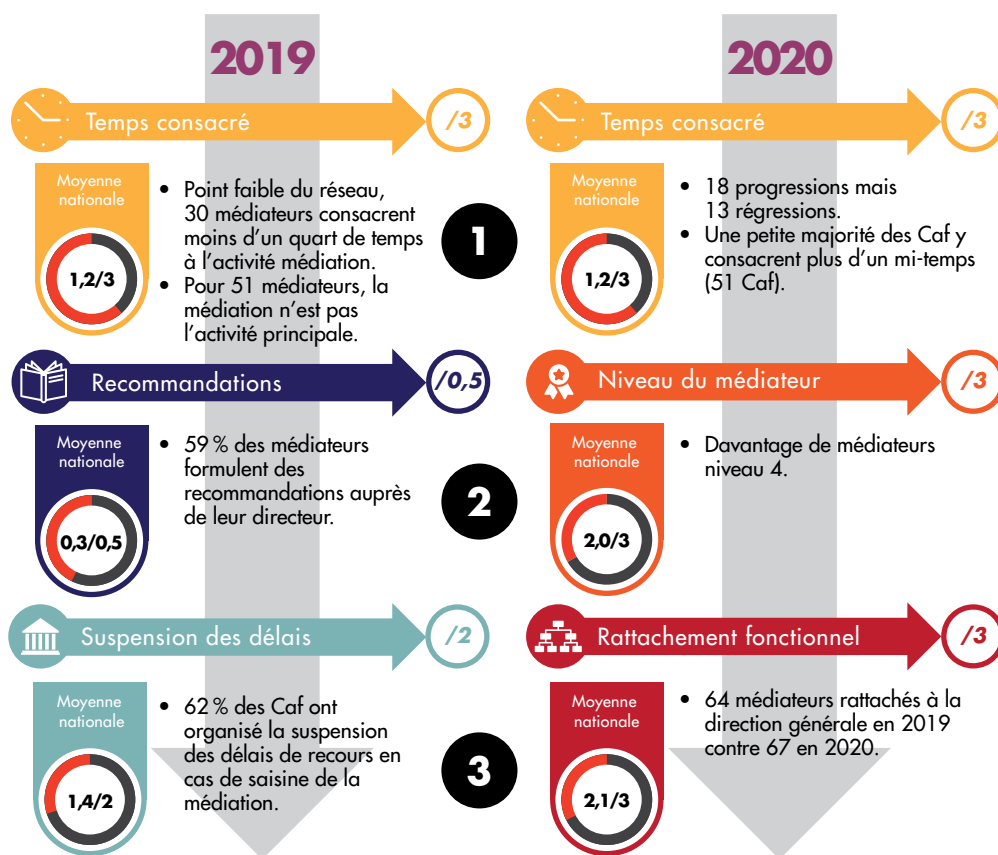 2019
Temps consacré
/3
Moyenne
nationale
1,2/3
• Point faible du réseau,
30 médiateurs consacrent
moins d’un quart de temps
à l’activité médiation.
• Pour 51 médiateurs, la
médiation n’est pas
l’activité principale.
1
2020
Temps consacré
/3
Moyenne
nationale
1,2/3
• 18 progressions mais
13 régressions.
• Une petite majorité des Caf y
consacrent plus d’un mi-temps
(51 Caf).
Recommandations
/0,5
Moyenne
nationale
0,3/0,5
• 59 % des médiateurs
formulent des
recommandations auprès
de leur directeur.
2
Niveau du médiateur
/3
Moyenne
nationale
2,0/3
• Davantage de médiateurs
niveau 4.
Suspension des délais
/2
Moyenne
nationale
1,4/2
• 62 % des Caf ont
organisé la suspension
des délais de recours en
cas de saisine de la
médiation.
3
Rattachement fonctionnel
/3
Moyenne
nationale
2,1/3
• 64 médiateurs rattachés à la
direction générale en 2019
contre 67 en 2020.